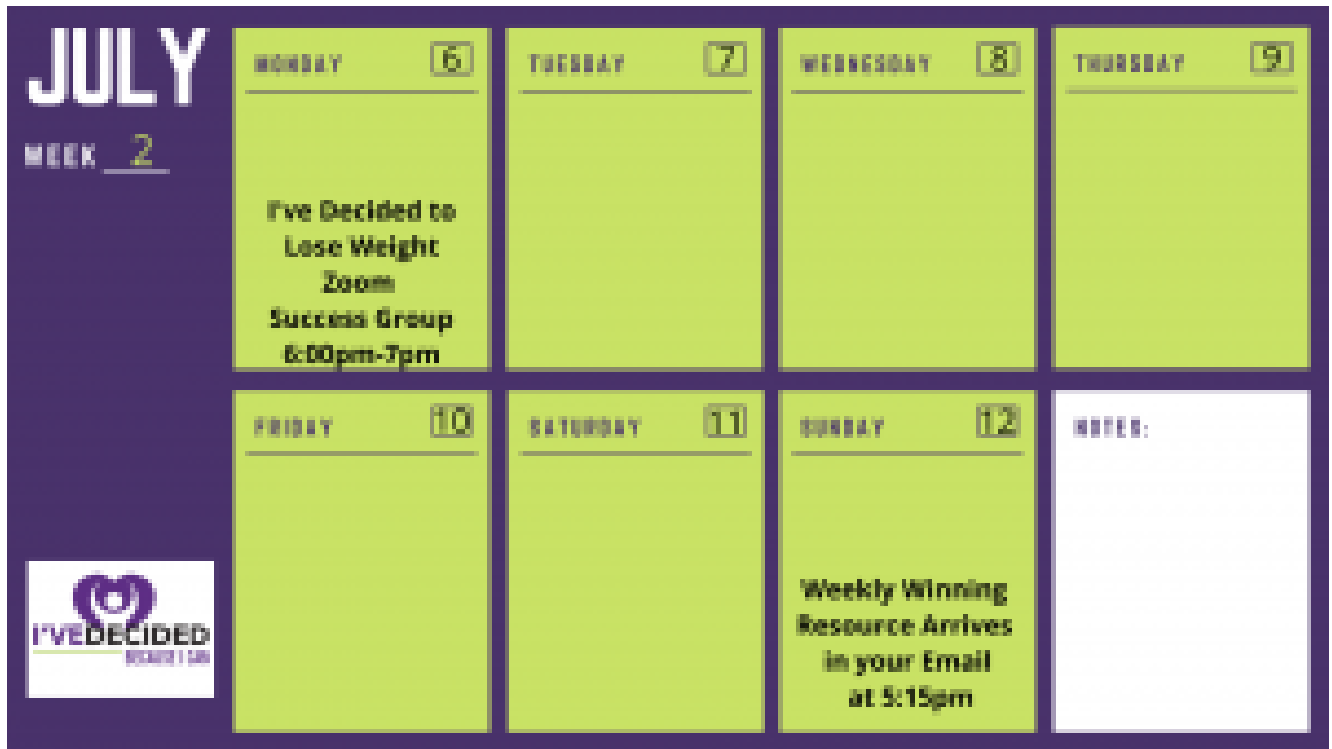 JULY
WEEK 2
MONDAY 6
I've Decided to
Lose Weight
Zoom
Success Group
6:00pm-7pm
TUESDAY 7
WEDNESDAY 8
THURSDAY 9
FRIDAY 10
SATURDAY 11
SUNDAY 12
Weekly Winning
Resource Arrives
in your Email
at 5:15pm
NOTES:
I'VEDECIDED
BECAUSE I CAN